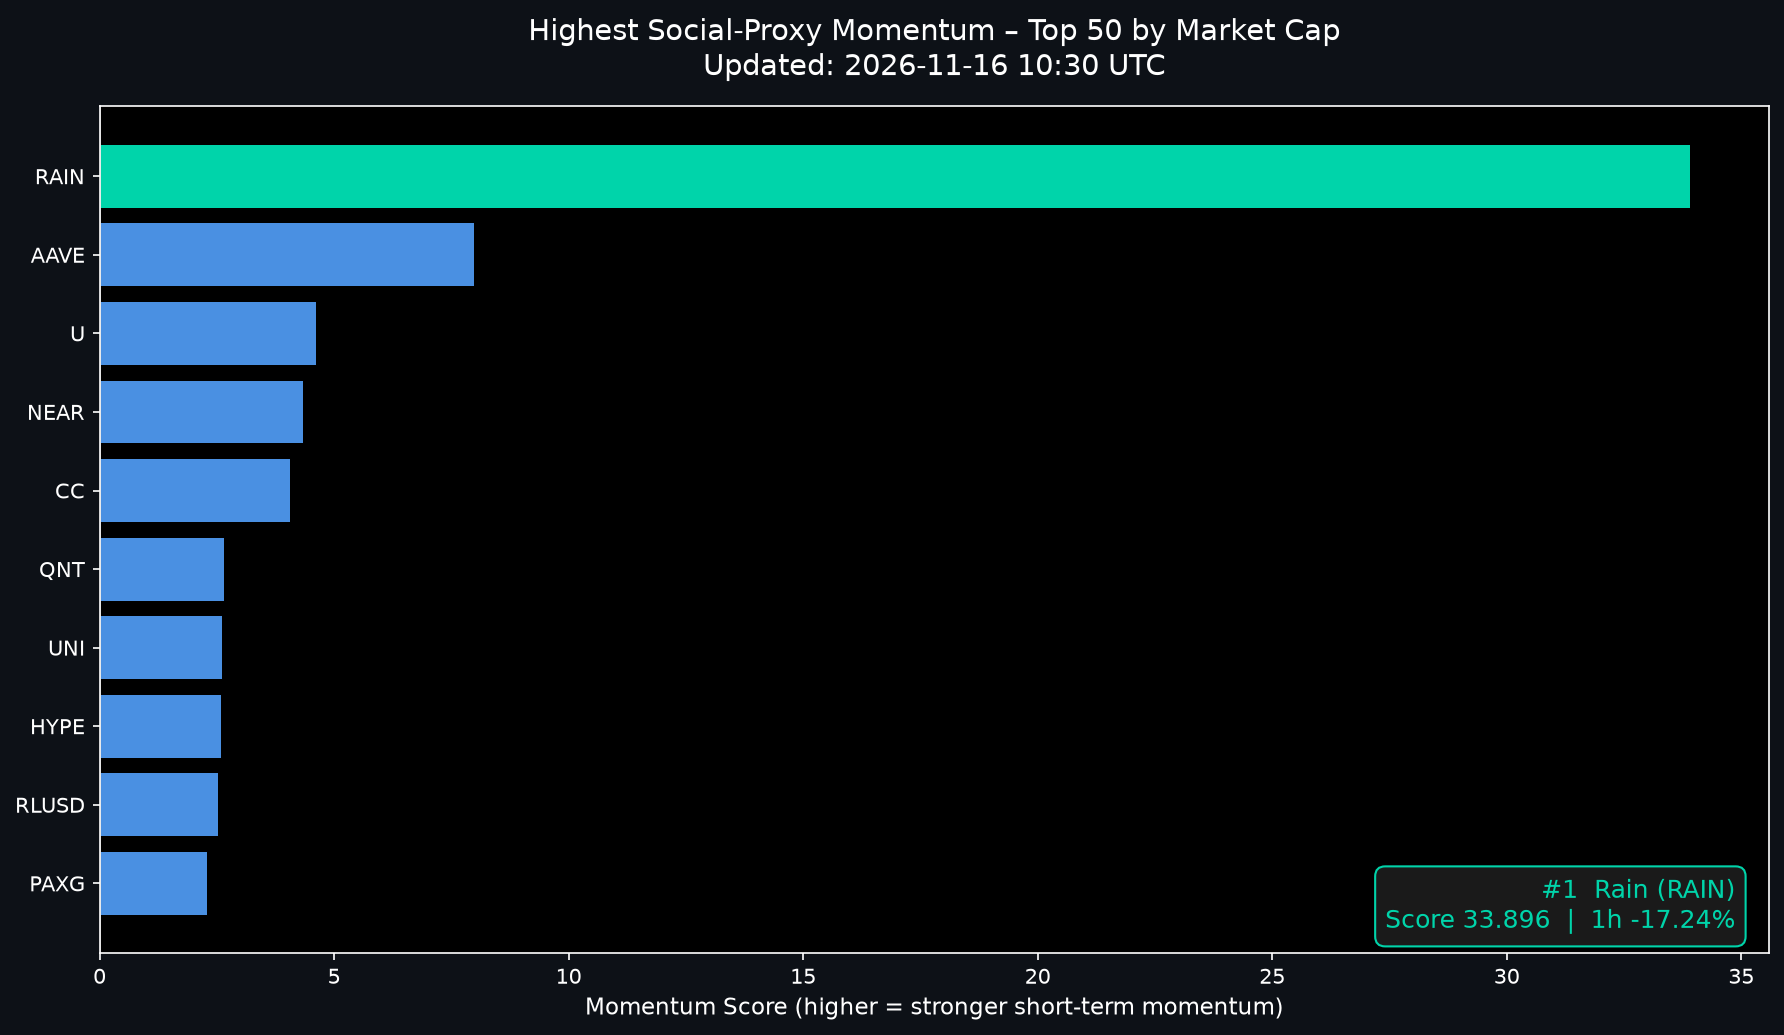 Highest Social-Proxy Momentum – Top 50 by Market Cap
Updated: 2026-11-16 10:30 UTC
RAIN
AAVE
U
NEAR
CC
QNT
UNI
HYPE
RLUSD
PAXG
#1  Rain (RAIN)
Score 33.896  |  1h -17.24%
0 5 10 15 20 25 30 35
Momentum Score (higher = stronger short-term momentum)